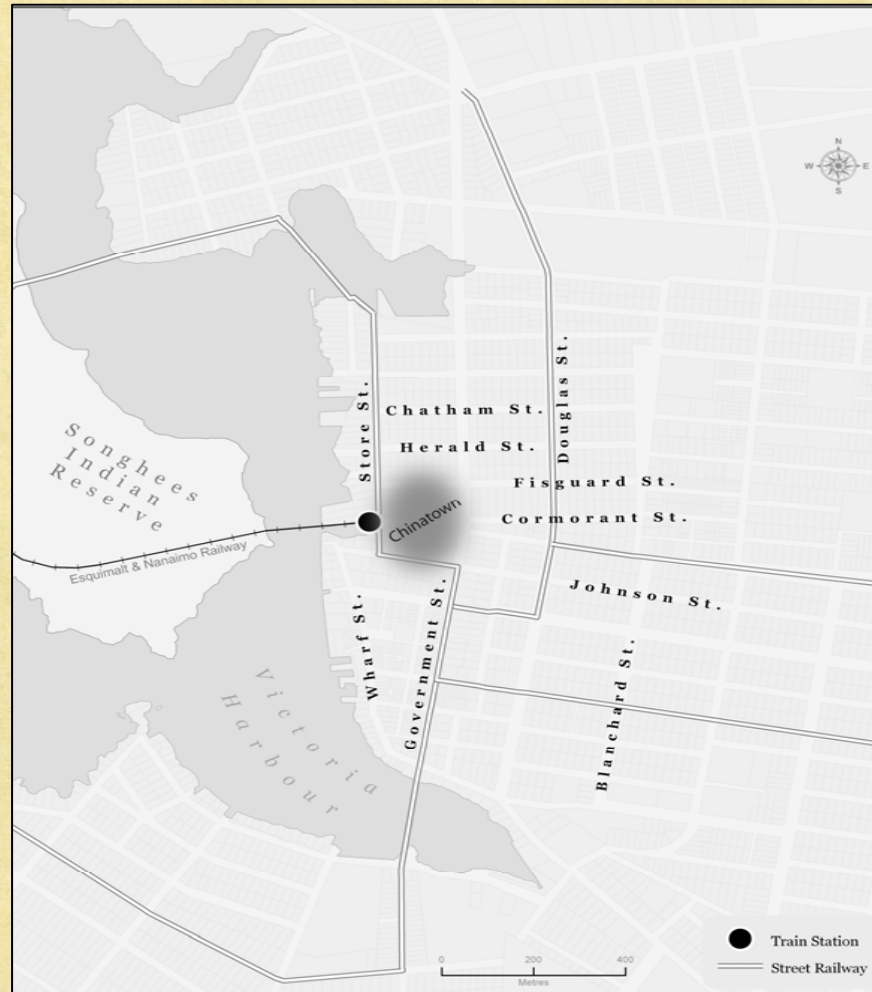 N
W E
S
Store St.
Chatham St.
Douglas St.
Herald St.
Songhees
Indian
Reserve
Fisguard St.
Chinatown
Cormorant St.
Esquimalt & Nanaimo Railway
Johnson St.
Wharf St.
Government St.
Blanchard St.
Victoria
Harbour
Train Station
Street Railway
0 200 400
Metres